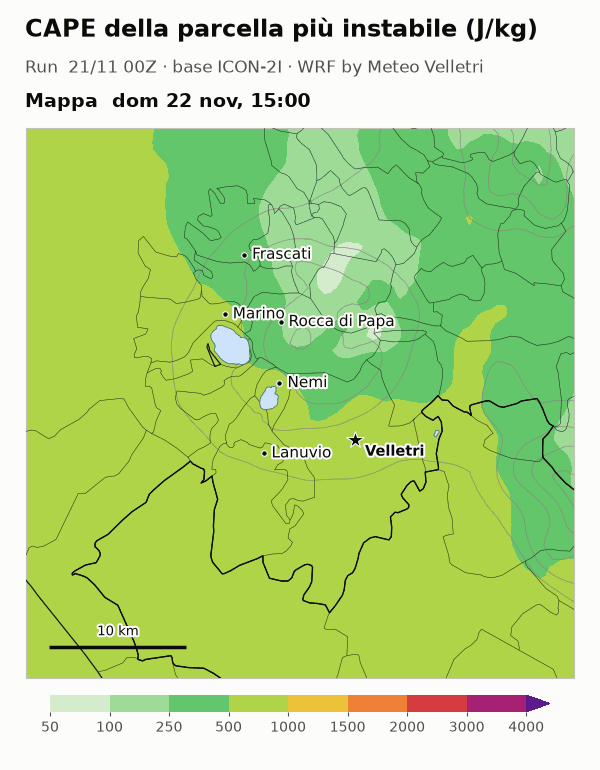 CAPE della parcella più instabile (J/kg)
Run 21/11 00Z · base ICON-2I · WRF by Meteo Velletri
Mappa dom 22 nov, 15:00
Frascati
Marino
Rocca di Papa
Nemi
Velletri
Lanuvio
10 km
50 100 250 500 1000 1500 2000 3000 4000